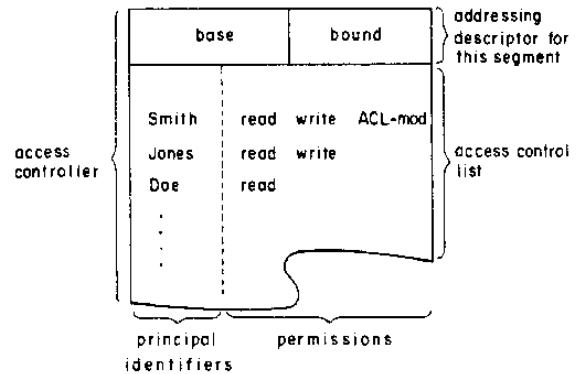 base bound
addressing
descriptor for
this segment
Smith read write ACL-mod
Jones read write
Doe read
access
controller
access control
list
principal
identifiers
permissions